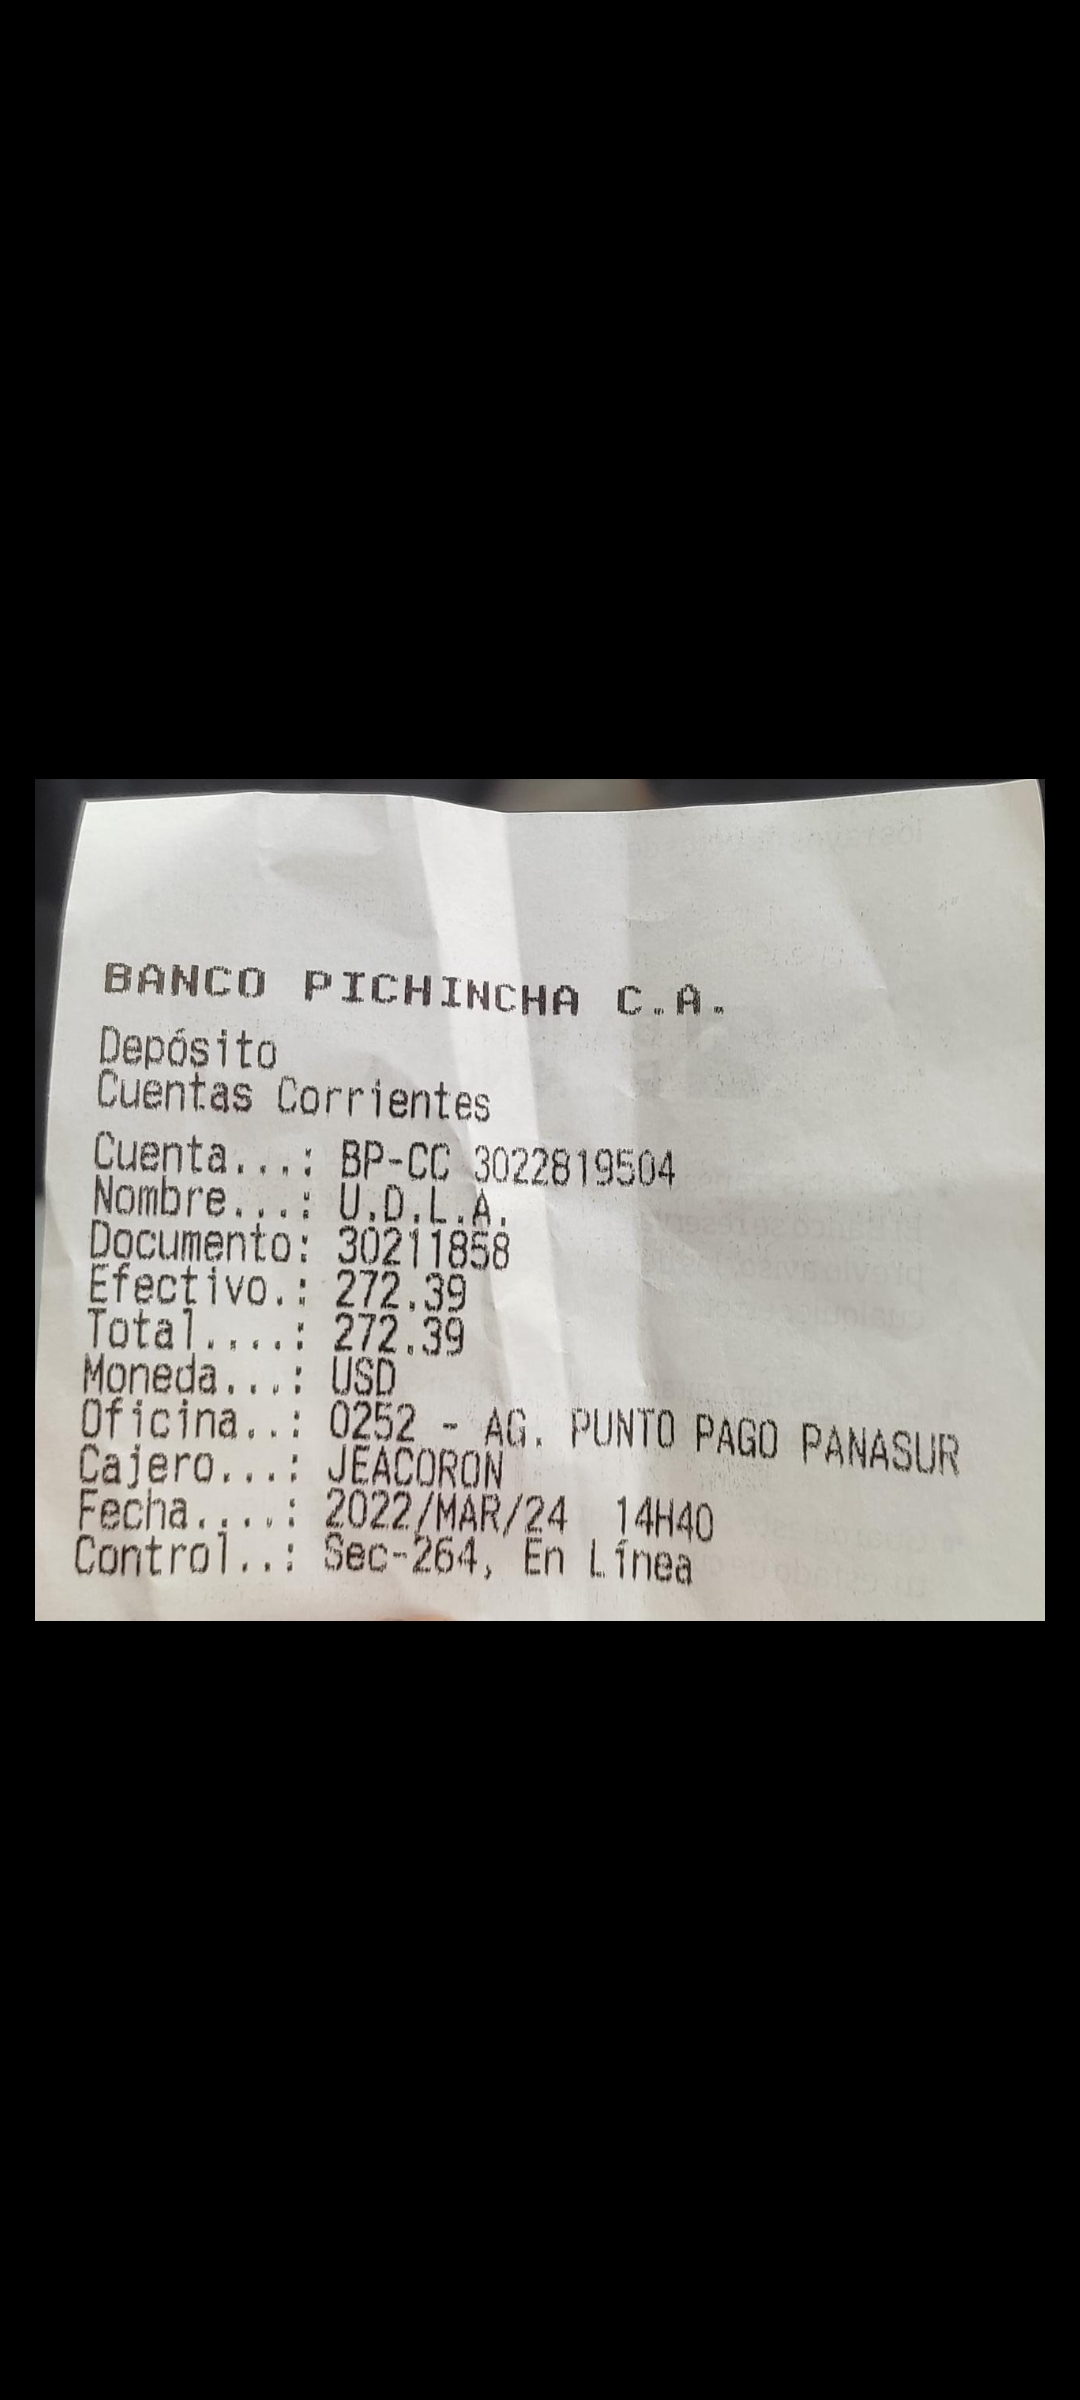 BANCO PICHINCHA C.A.
Depósito
Cuentas Corrientes
Cuenta...: BP-CC 3022819504
Nombre...: U.D.L.A.
Documento: 30211858
Efectivo.: 272.39
Total....: 272.39
Moneda...: USD
Oficina..: 0252 - AG. PUNTO PAGO PANASUR
Cajero...: JEACORON
Fecha....: 2022/MAR/24 14H40
Control..: Sec-264, En Línea